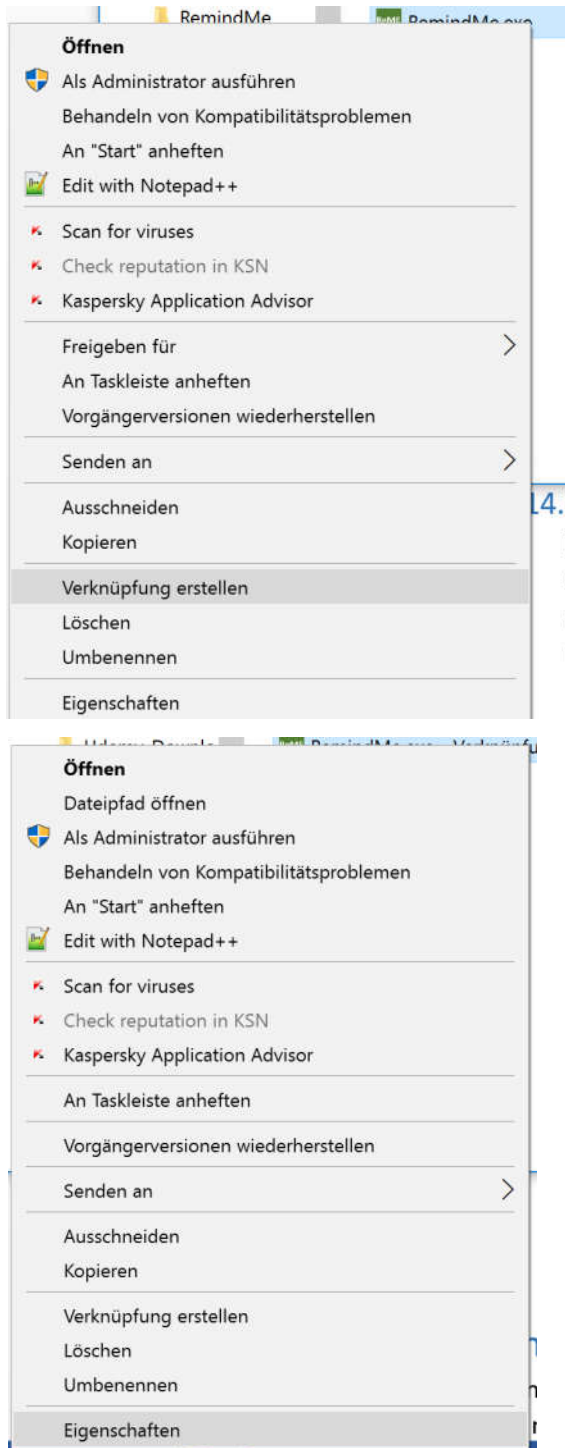 RemindMe
RemindMe.exe
Öffnen
Als Administrator ausführen
Behandeln von Kompatibilitätsproblemen
An "Start" anheften
Edit with Notepad++
Scan for viruses
Check reputation in KSN
Kaspersky Application Advisor
Freigeben für
An Taskleiste anheften
Vorgängerversionen wiederherstellen
Senden an
14.
Ausschneiden
Kopieren
Verknüpfung erstellen
Löschen
Umbenennen
Eigenschaften
RemindMe.exe
Öffnen
Dateipfad öffnen
Als Administrator ausführen
Behandeln von Kompatibilitätsproblemen
An "Start" anheften
Edit with Notepad++
Scan for viruses
Check reputation in KSN
Kaspersky Application Advisor
An Taskleiste anheften
Vorgängerversionen wiederherstellen
Senden an
Ausschneiden
Kopieren
Verknüpfung erstellen
Löschen
Umbenennen
Eigenschaften